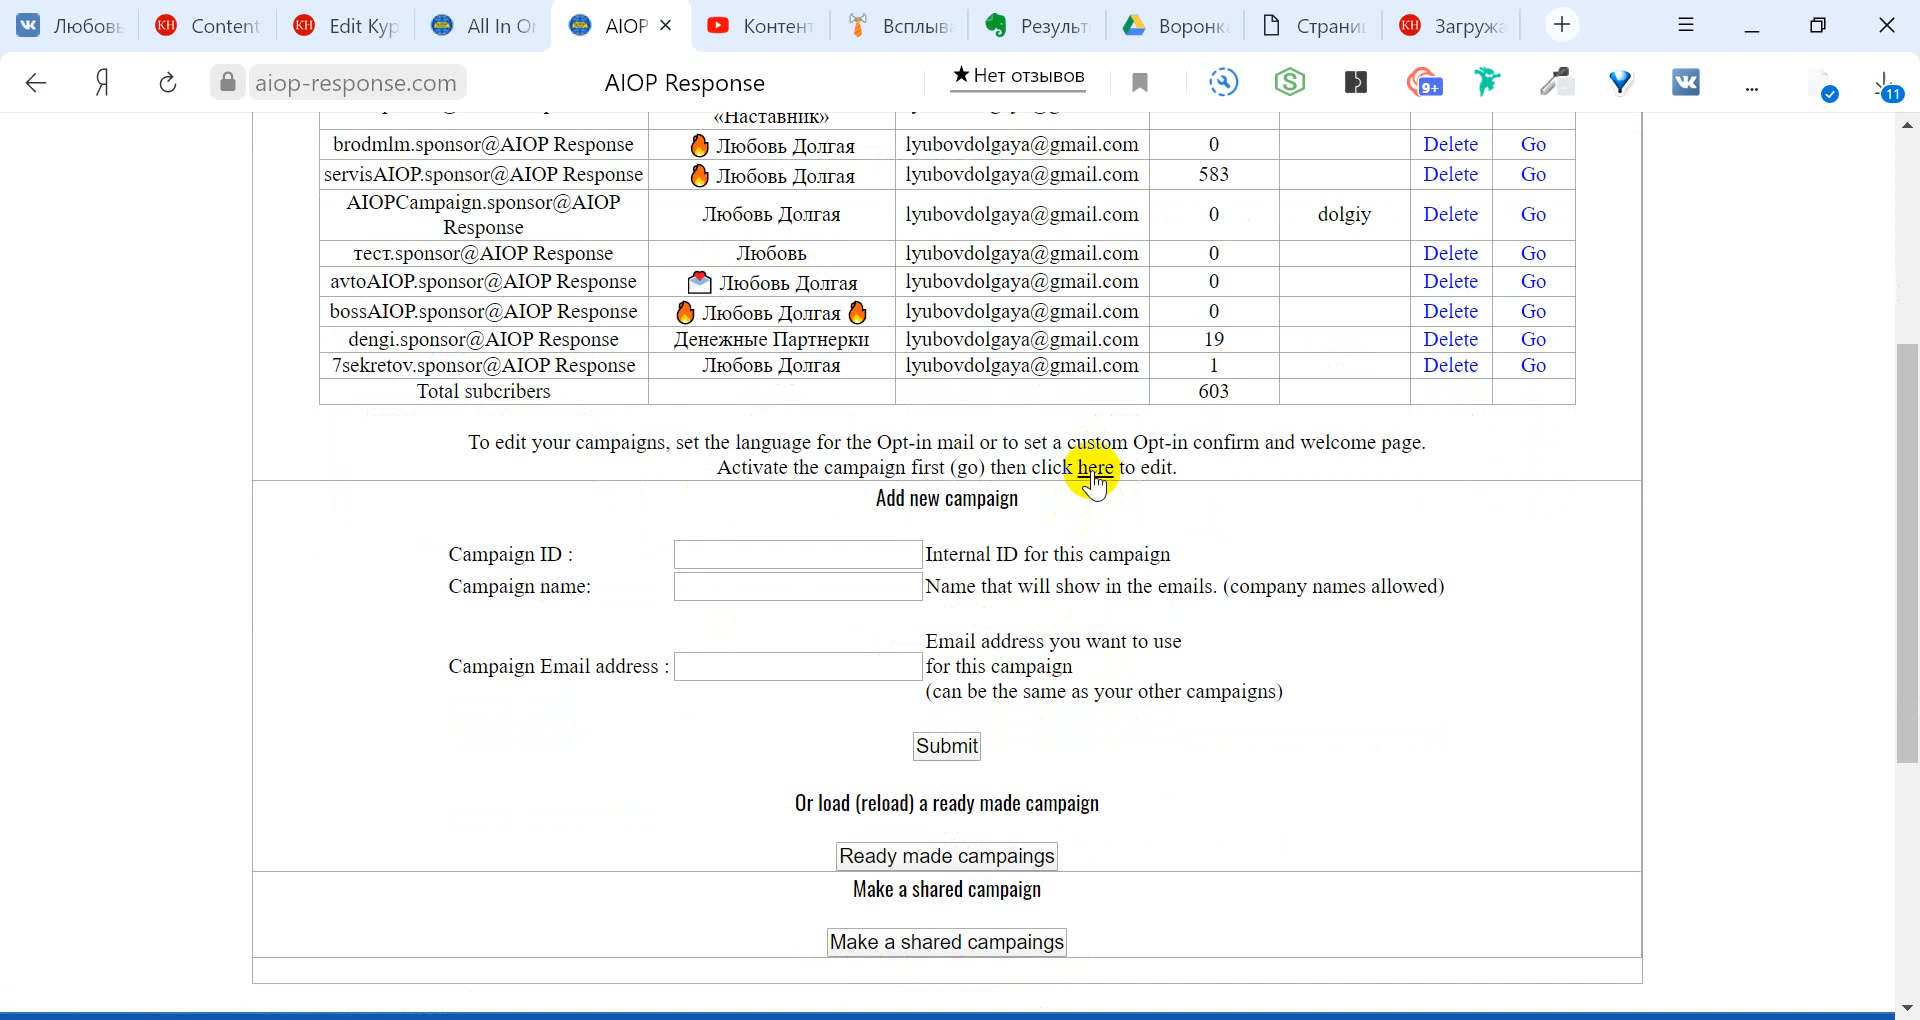 Любовь Content Edit Кур All In Or AIOP Контент Всплыв Результ Воронк Страниц Загружа
aiop-response.com AIOP Response ★ Нет отзывов 9+ ... 11
«Наставник»
brodmlm.sponsor@AIOP Response 🔥 Любовь Долгая lyubovdolgaya@gmail.com 0 Delete Go
servisAIOP.sponsor@AIOP Response 🔥 Любовь Долгая lyubovdolgaya@gmail.com 583 Delete Go
AIOPCampaign.sponsor@AIOP
Response Любовь Долгая lyubovdolgaya@gmail.com 0 dolgiy Delete Go
тест.sponsor@AIOP Response Любовь lyubovdolgaya@gmail.com 0 Delete Go
avtoAIOP.sponsor@AIOP Response 💌 Любовь Долгая lyubovdolgaya@gmail.com 0 Delete Go
bossAIOP.sponsor@AIOP Response 🔥 Любовь Долгая 🔥 lyubovdolgaya@gmail.com 0 Delete Go
dengi.sponsor@AIOP Response Денежные Партнерки lyubovdolgaya@gmail.com 19 Delete Go
7sekretov.sponsor@AIOP Response Любовь Долгая lyubovdolgaya@gmail.com 1 Delete Go
Total subcribers 603
To edit your campaigns, set the language for the Opt-in mail or to set a custom Opt-in confirm and welcome page.
Activate the campaign first (go) then click here to edit.
Add new campaign
Campaign ID : Internal ID for this campaign
Campaign name: Name that will show in the emails. (company names allowed)
Email address you want to use
Campaign Email address : for this campaign
(can be the same as your other campaigns)
Submit
Or load (reload) a ready made campaign
Ready made campaings
Make a shared campaign
Make a shared campaings